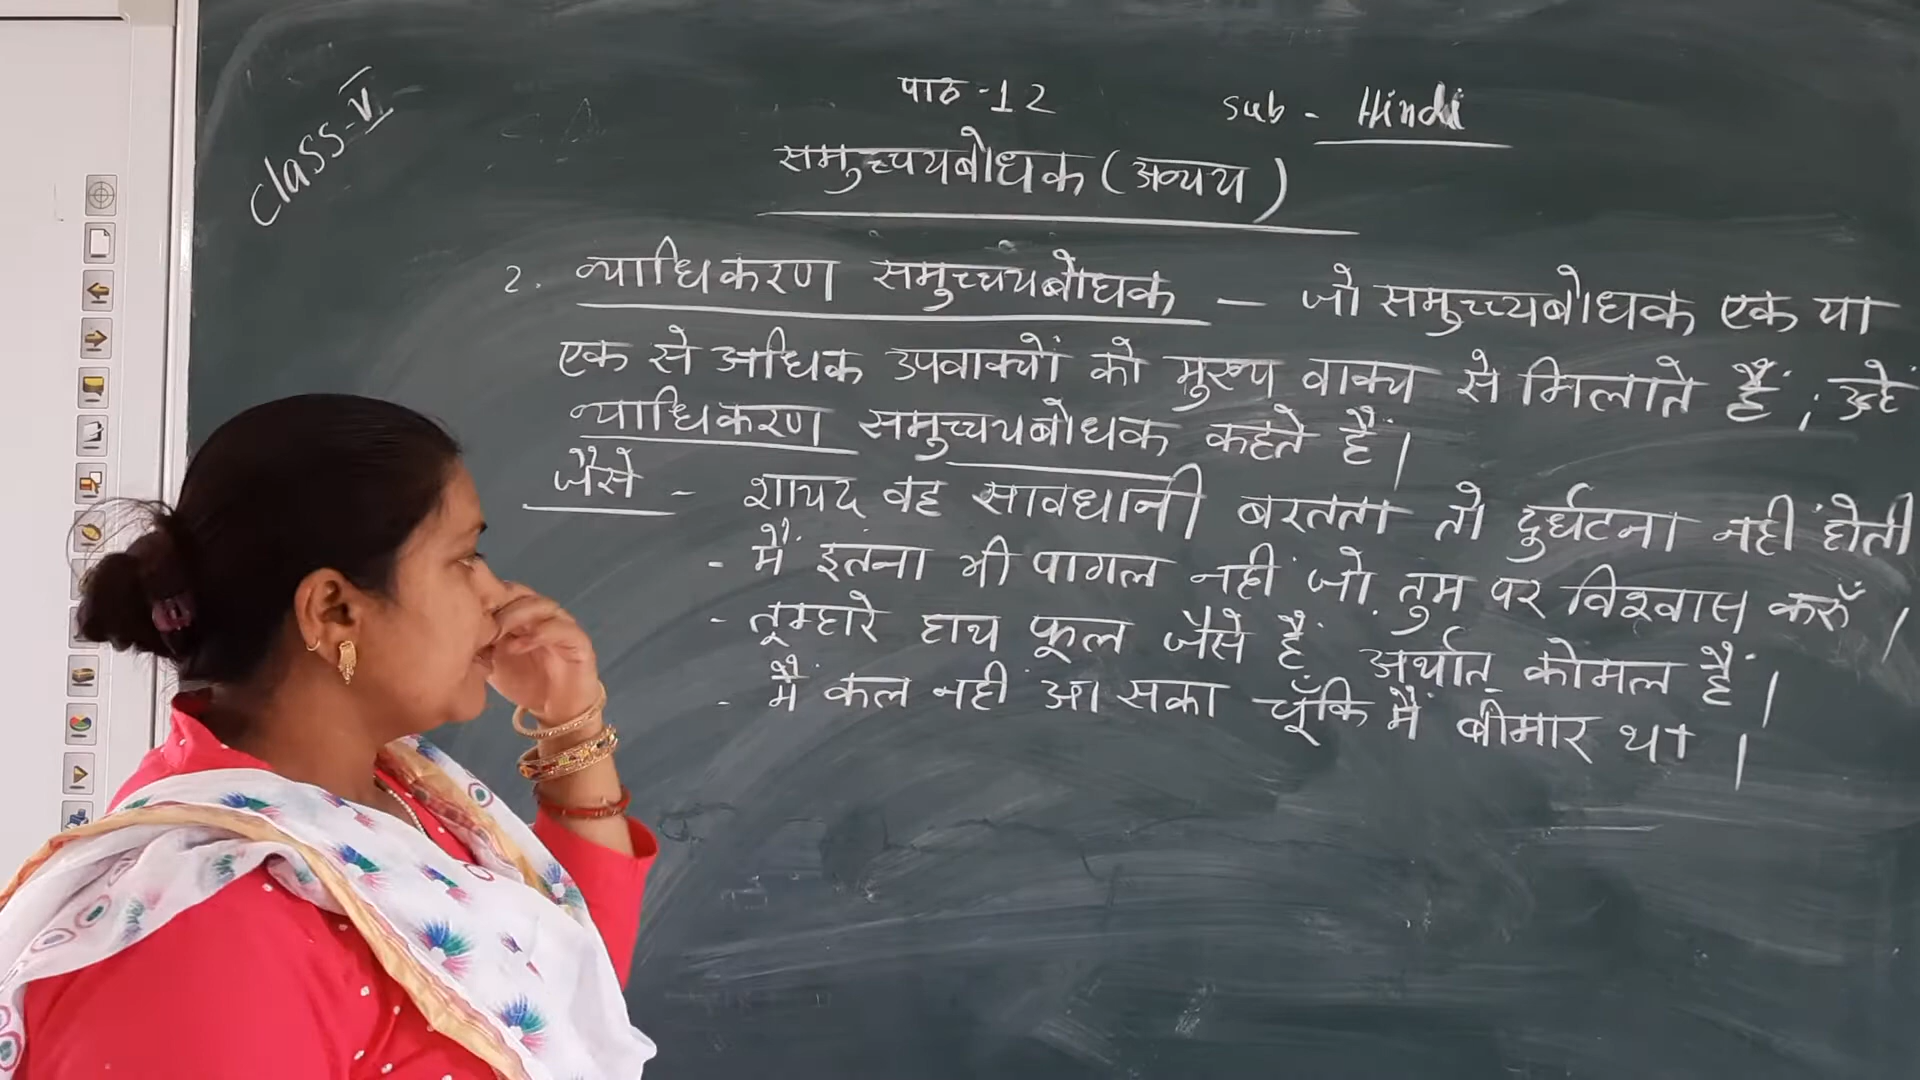 Class-V
पाठ-12
sub - Hindi
समुच्चयबोधक (अव्यय)
2. व्याधिकरण समुच्चयबोधक — जो समुच्च्यबोधक एक या
एक से अधिक उपवाक्यों को मुख्य वाक्य से मिलाते हैं, उन्हें
व्याधिकरण समुच्चयबोधक कहते हैं।
जैसे - शायद वह सावधानी बरतता तो दुर्घटना नहीं होती
- मैं इतना भी पागल नहीं जो तुम पर विश्वास करूँ।
- तूम्हारे हाथ फूल जैसे हैं अर्थात् कोमल हैं।
- मैं कल नहीं आ सका चूँकि मैं बीमार था।